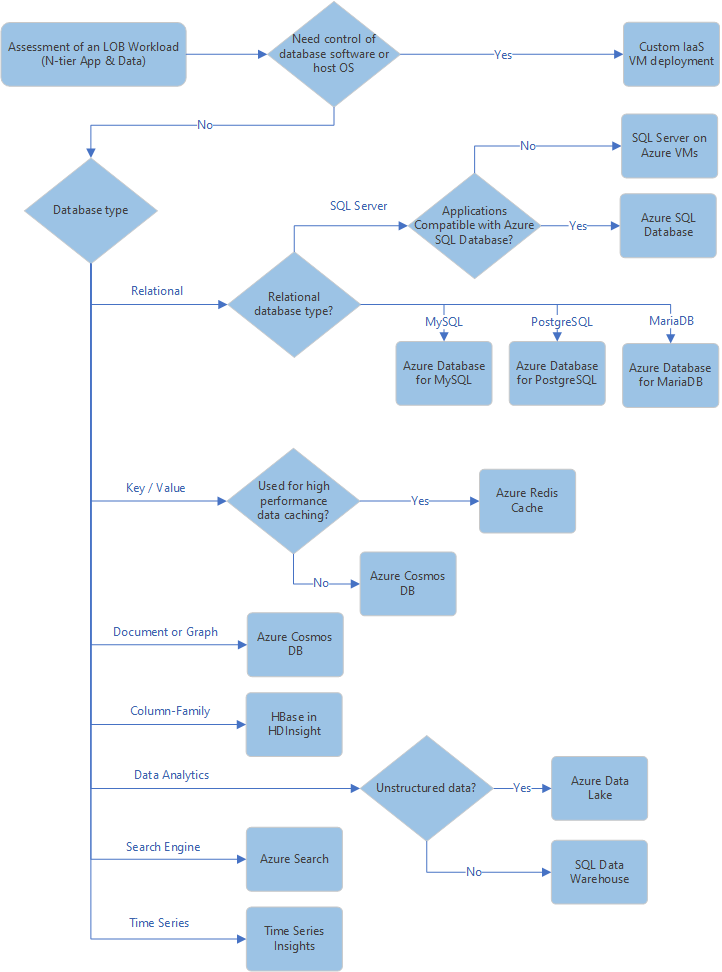 Assessment of an LOB Workload
(N-tier App & Data)
Need control of
database software or
host OS
Yes
Custom IaaS
VM deployment
No
Database type
SQL Server
Applications
Compatible with Azure
SQL Database?
No
SQL Server on
Azure VMs
Yes
Azure SQL
Database
Relational
Relational
database type?
MySQL
PostgreSQL
MariaDB
Azure Database
for MySQL
Azure Database
for PostgreSQL
Azure Database
for MariaDB
Key / Value
Used for high
performance
data caching?
Yes
Azure Redis
Cache
No
Azure Cosmos
DB
Document or Graph
Azure Cosmos
DB
Column-Family
HBase in
HDInsight
Data Analytics
Unstructured data?
Yes
Azure Data
Lake
No
SQL Data
Warehouse
Search Engine
Azure Search
Time Series
Time Series
Insights